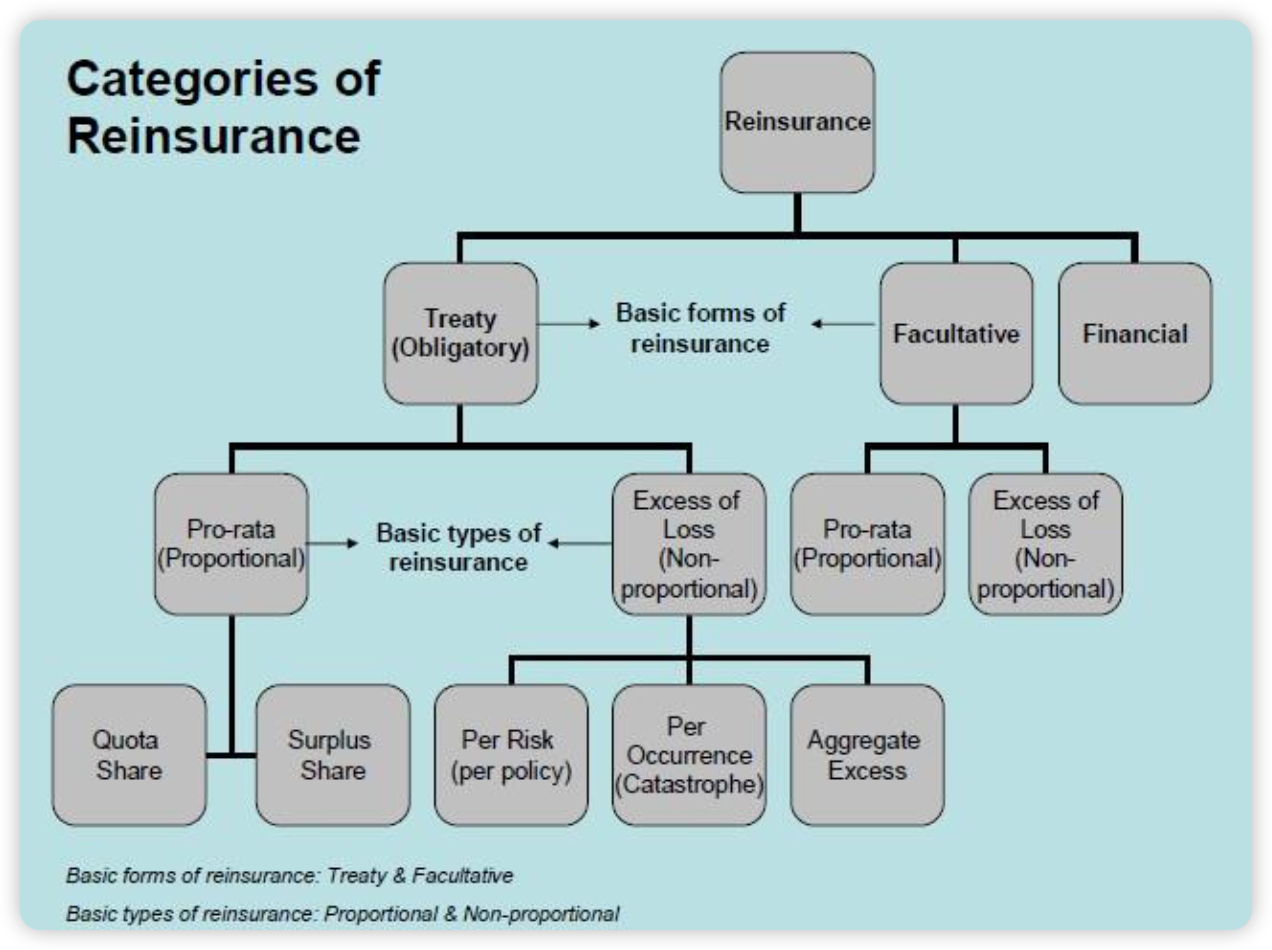 Categories of
Reinsurance
Reinsurance
Treaty
(Obligatory)
Basic forms of
reinsurance
Facultative
Financial
Pro-rata
(Proportional)
Basic types of
reinsurance
Excess of
Loss
(Non-
proportional)
Pro-rata
(Proportional)
Excess of
Loss
(Non-
proportional)
Quota
Share
Surplus
Share
Per Risk
(per policy)
Per
Occurrence
(Catastrophe)
Aggregate
Excess
Basic forms of reinsurance: Treaty & Facultative
Basic types of reinsurance: Proportional & Non-proportional